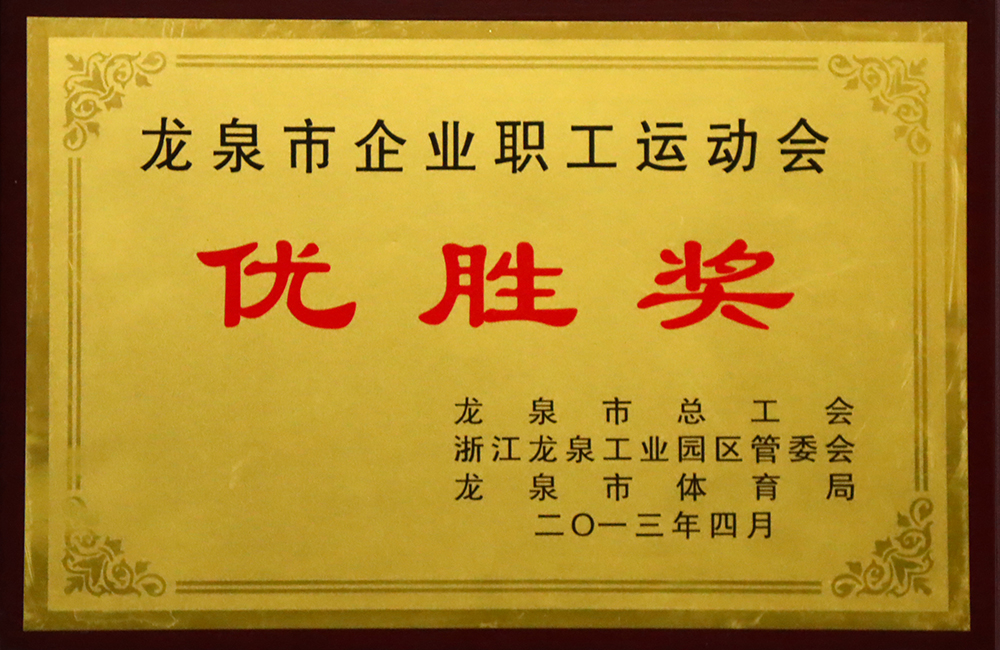 龙泉市企业职工运动会
优胜奖
龙泉市总工会
浙江龙泉工业园区管委会
龙泉市体育局
二〇一三年四月